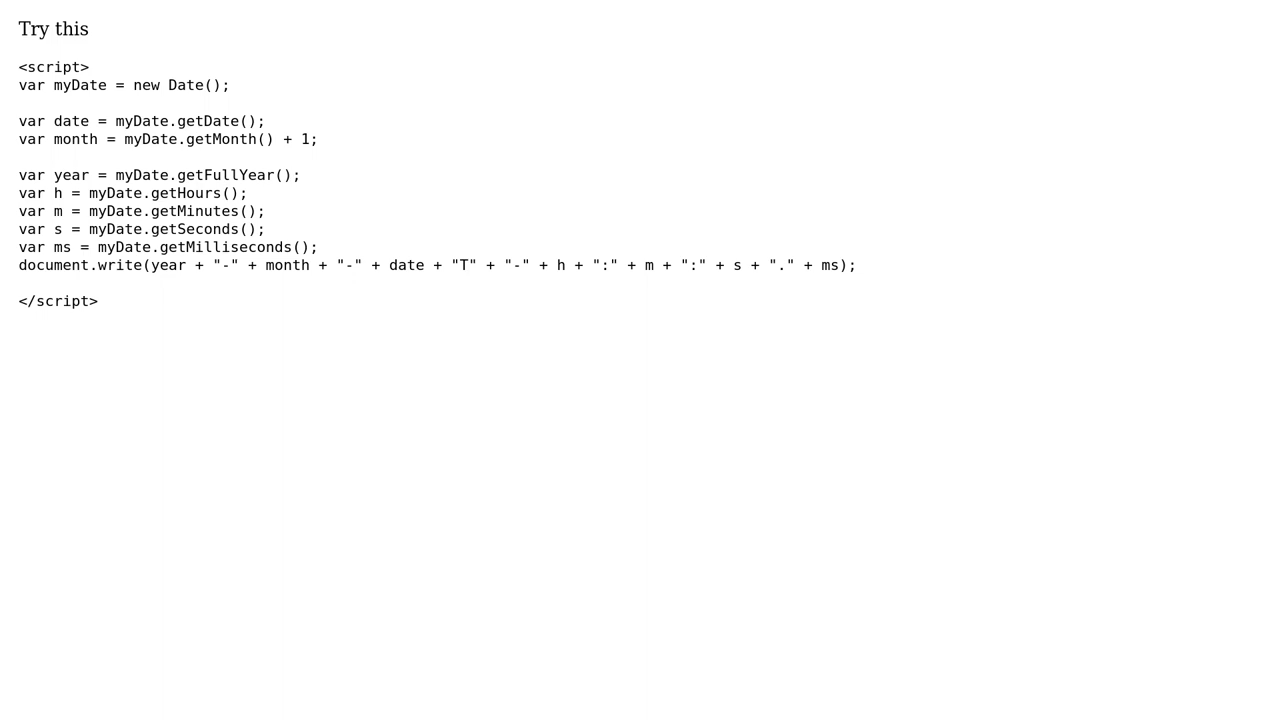 Try this
<script>
var myDate = new Date();
var date = myDate.getDate();
var month = myDate.getMonth() + 1;
var year = myDate.getFullYear();
var h = myDate.getHours();
var m = myDate.getMinutes();
var s = myDate.getSeconds();
var ms = myDate.getMilliseconds();
document.write(year + "-" + month + "-" + date + "T" + "-" + h + ":" + m + ":" + s + "." + ms);
</script>